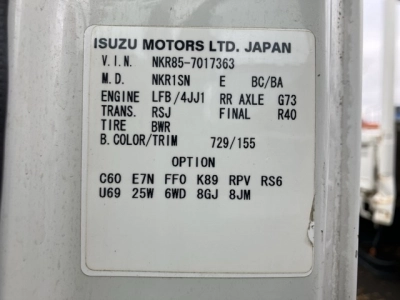 ISUZU MOTORS LTD. JAPAN
V.I.N. NKR85-7017363
M.D. NKR1SN E BC/BA
ENGINE LFB/4JJ1 RR AXLE G73
TRANS. RSJ FINAL R40
TIRE BWR
B.COLOR/TRIM 729/155
OPTION
C60 E7N FF0 K89 RPV RS6
U69 25W 6WD 8GJ 8JM